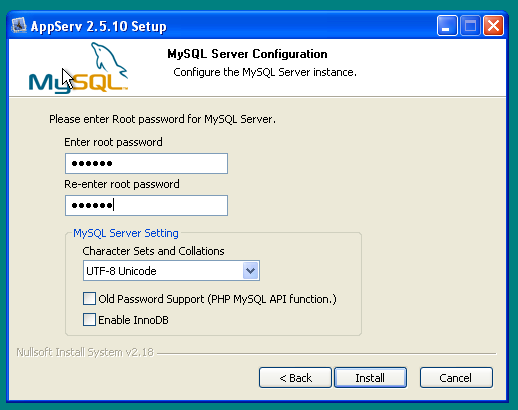 AppServ 2.5.10 Setup
MySQL
MySQL Server Configuration
Configure the MySQL Server instance.
Please enter Root password for MySQL Server.
Enter root password
●●●●●●
Re-enter root password
●●●●●●
MySQL Server Setting
Character Sets and Collations
UTF-8 Unicode
Old Password Support (PHP MySQL API function.)
Enable InnoDB
Nullsoft Install System v2.18
< Back Install Cancel